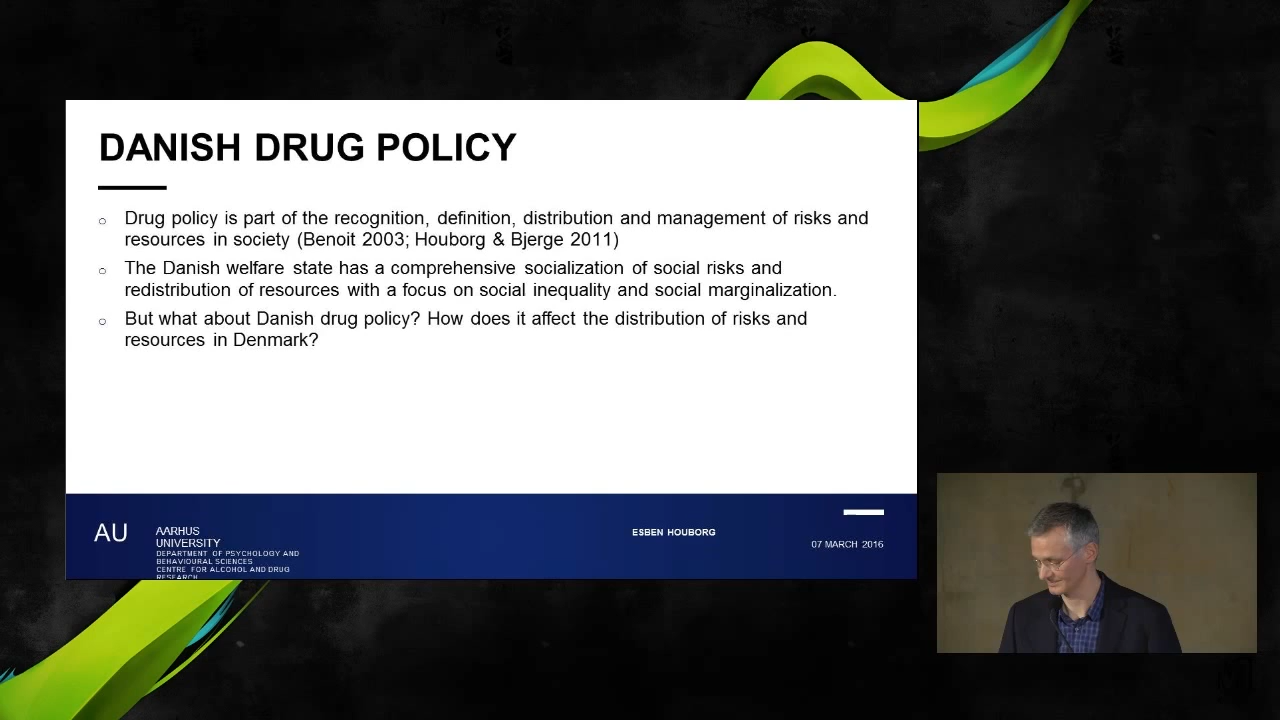 DANISH DRUG POLICY
○ Drug policy is part of the recognition, definition, distribution and management of risks and
resources in society (Benoit 2003; Houborg & Bjerge 2011)
○ The Danish welfare state has a comprehensive socialization of social risks and
redistribution of resources with a focus on social inequality and social marginalization.
○ But what about Danish drug policy? How does it affect the distribution of risks and
resources in Denmark?
AU
AARHUS
UNIVERSITY
DEPARTMENT OF PSYCHOLOGY AND
BEHAVIOURAL SCIENCES
CENTRE FOR ALCOHOL AND DRUG
RESEARCH
ESBEN HOUBORG
07 MARCH 2016